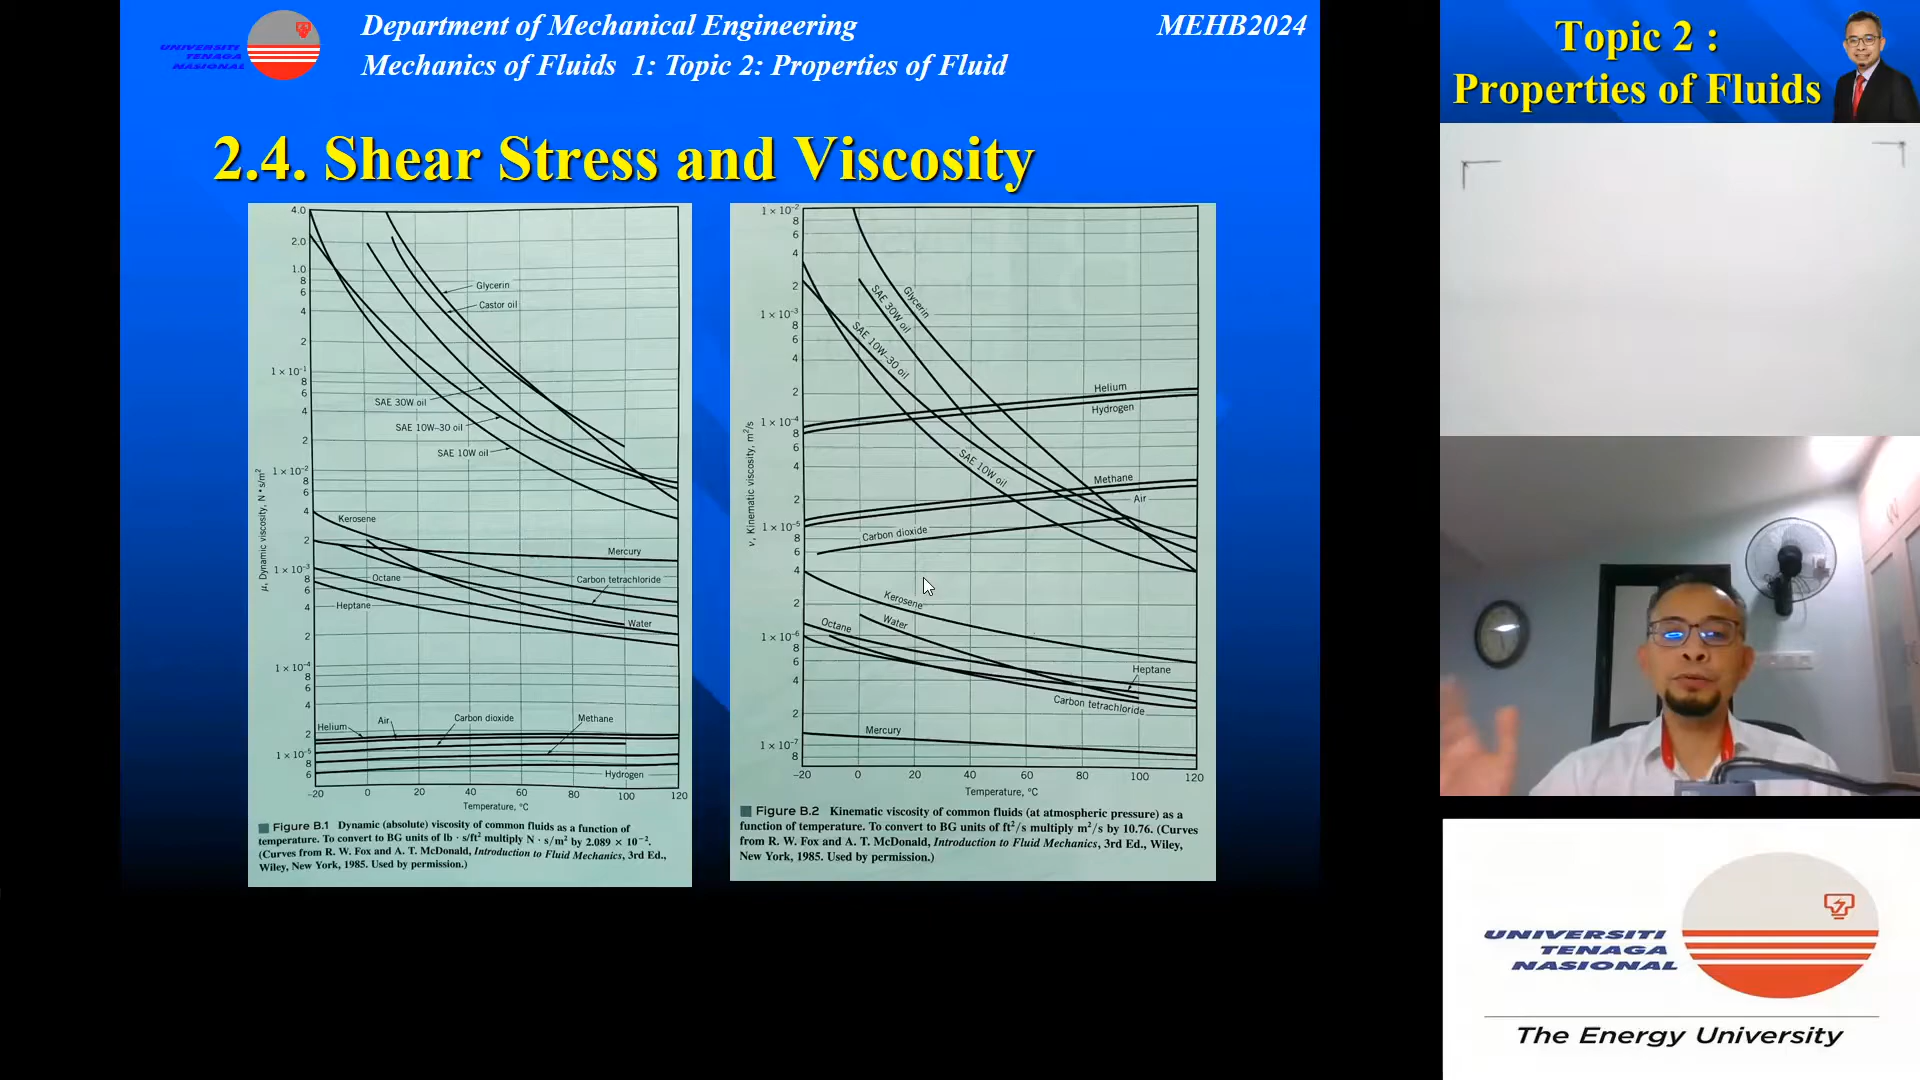 UNIVERSITI
TENAGA
NASIONAL
Department of Mechanical Engineering
MEHB2024
Mechanics of Fluids 1: Topic 2: Properties of Fluid
2.4. Shear Stress and Viscosity
4.0
2.0
1.0
8
6
4
2
1 × 10⁻¹
8
6
4
2
1 × 10⁻²
8
6
4
2
1 × 10⁻³
8
6
4
2
1 × 10⁻⁴
8
6
4
2
1 × 10⁻⁵
8
6
μ, Dynamic viscosity, N • s/m²
Glycerin
Castor oil
SAE 30W oil
SAE 10W–30 oil
SAE 10W oil
Kerosene
Mercury
Octane
Carbon tetrachloride
Heptane
Water
Helium
Air
Carbon dioxide
Methane
Hydrogen
–20 0 20 40 60 80 100 120
Temperature, °C
Figure B.1 Dynamic (absolute) viscosity of common fluids as a function of
temperature. To convert to BG units of lb · s/ft² multiply N · s/m² by 2.089 × 10⁻².
(Curves from R. W. Fox and A. T. McDonald, Introduction to Fluid Mechanics, 3rd Ed.,
Wiley, New York, 1985. Used by permission.)
1 × 10⁻²
8
6
4
2
1 × 10⁻³
8
6
4
2
1 × 10⁻⁴
8
6
4
2
1 × 10⁻⁵
8
6
4
2
1 × 10⁻⁶
8
6
4
2
1 × 10⁻⁷
8
ν, Kinematic viscosity, m²/s
Glycerin
SAE 30W oil
SAE 10W–30 oil
Helium
Hydrogen
SAE 10W oil
Methane
Air
Carbon dioxide
Kerosene
Water
Octane
Heptane
Carbon tetrachloride
Mercury
–20 0 20 40 60 80 100 120
Temperature, °C
Figure B.2 Kinematic viscosity of common fluids (at atmospheric pressure) as a
function of temperature. To convert to BG units of ft²/s multiply m²/s by 10.76. (Curves
from R. W. Fox and A. T. McDonald, Introduction to Fluid Mechanics, 3rd Ed., Wiley,
New York, 1985. Used by permission.)
Topic 2 :
Properties of Fluids
UNIVERSITI
TENAGA
NASIONAL
The Energy University